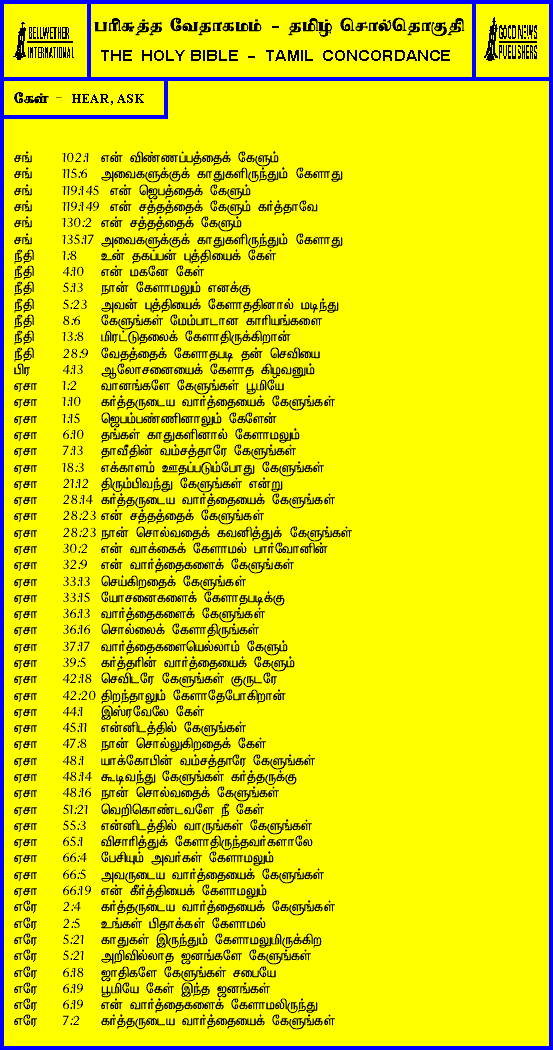 BELLWETHER
INTERNATIONAL
பரிசுத்த வேதாகமம் - தமிழ் சொல்தொகுதி
THE HOLY BIBLE - TAMIL CONCORDANCE
GOOD NEWS
PUBLISHERS
கேள் - HEAR, ASK
சங் 102:1 என் விண்ணப்பத்தைக் கேளும்
சங் 115:6 அவைகளுக்குக் காதுகளிருந்தும் கேளாது
சங் 119:145 என் ஜெபத்தைக் கேளும்
சங் 119:149 என் சத்தத்தைக் கேளும் கர்த்தாவே
சங் 130:2 என் சத்தத்தைக் கேளும்
சங் 135:17 அவைகளுக்குக் காதுகளிருந்தும் கேளாது
நீதி 1:8 உன் தகப்பன் புத்தியைக் கேள்
நீதி 4:10 என் மகனே கேள்
நீதி 5:13 நான் கேளாமலும் எனக்கு
நீதி 5:23 அவன் புத்தியைக் கேளாததினால் மடிந்து
நீதி 8:6 கேளுங்கள் மேம்பாடான காரியங்களை
நீதி 13:8 மிரட்டுதலைக் கேளாதிருக்கிறான்
நீதி 28:9 வேதத்தைக் கேளாதபடி தன் செவியை
பிர 4:13 ஆலோசனையைக் கேளாத கிழவனும்
ஏசா 1:2 வானங்களே கேளுங்கள் பூமியே
ஏசா 1:10 கர்த்தருடைய வார்த்தையைக் கேளுங்கள்
ஏசா 1:15 ஜெபம்பண்ணினாலும் கேளேன்
ஏசா 6:10 தங்கள் காதுகளினால் கேளாமலும்
ஏசா 7:13 தாவீதின் வம்சத்தாரே கேளுங்கள்
ஏசா 18:3 எக்காளம் ஊதப்படும்போது கேளுங்கள்
ஏசா 21:12 திரும்பிவந்து கேளுங்கள் என்று
ஏசா 28:14 கர்த்தருடைய வார்த்தையைக் கேளுங்கள்
ஏசா 28:23 என் சத்தத்தைக் கேளுங்கள்
ஏசா 28:23 நான் சொல்வதைக் கவனித்துக் கேளுங்கள்
ஏசா 30:2 என் வாக்கைக் கேளாமல் பார்வோனின்
ஏசா 32:9 என் வார்த்தைகளைக் கேளுங்கள்
ஏசா 33:13 செய்கிறதைக் கேளுங்கள்
ஏசா 33:15 யோசனைகளைக் கேளாதபடிக்கு
ஏசா 36:13 வார்த்தைகளைக் கேளுங்கள்
ஏசா 36:16 சொல்லைக் கேளாதிருங்கள்
ஏசா 37:17 வார்த்தைகளையெல்லாம் கேளும்
ஏசா 39:5 கர்த்தரின் வார்த்தையைக் கேளும்
ஏசா 42:18 செவிடரே கேளுங்கள் குருடரே
ஏசா 42:20 திறந்தாலும் கேளாதேபோகிறான்
ஏசா 44:1 இஸ்ரவேலே கேள்
ஏசா 45:11 என்னிடத்தில் கேளுங்கள்
ஏசா 47:8 நான் சொல்லுகிறதைக் கேள்
ஏசா 48:1 யாக்கோபின் வம்சத்தாரே கேளுங்கள்
ஏசா 48:14 கூடிவந்து கேளுங்கள் கர்த்தருக்கு
ஏசா 48:16 நான் சொல்வதைக் கேளுங்கள்
ஏசா 51:21 வெறிகொண்டவளே நீ கேள்
ஏசா 55:3 என்னிடத்தில் வாருங்கள் கேளுங்கள்
ஏசா 65:1 விசாரித்துக் கேளாதிருந்தவர்களாலே
ஏசா 66:4 பேசியும் அவர்கள் கேளாமலும்
ஏசா 66:5 அவருடைய வார்த்தையைக் கேளுங்கள்
ஏசா 66:19 என் கீர்த்தியைக் கேளாமலும்
எரே 2:4 கர்த்தருடைய வார்த்தையைக் கேளுங்கள்
எரே 2:5 உங்கள் பிதாக்கள் கேளாமல்
எரே 5:21 காதுகள் இருந்தும் கேளாமலுமிருக்கிற
எரே 5:21 அறிவில்லாத ஜனங்களே கேளுங்கள்
எரே 6:18 ஜாதிகளே கேளுங்கள் சபையே
எரே 6:19 பூமியே கேள் இந்த ஜனங்கள்
எரே 6:19 என் வார்த்தைகளைக் கேளாமலிருந்து
எரே 7:2 கர்த்தருடைய வார்த்தையைக் கேளுங்கள்